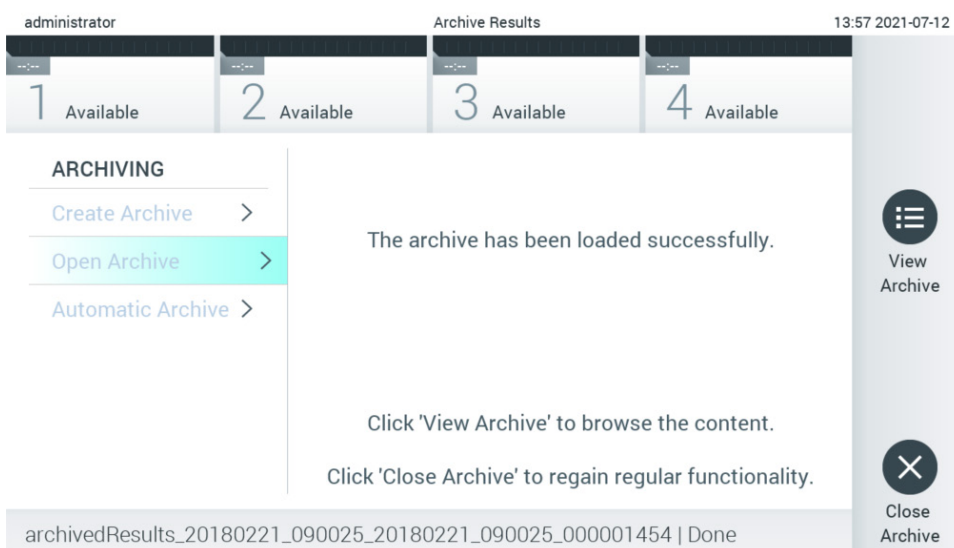 administrator Archive Results 13:57 2021-07-12
--:-- --:-- --:-- --:--
1 Available 2 Available 3 Available 4 Available
ARCHIVING
Create Archive
Open Archive
Automatic Archive
The archive has been loaded successfully.
Click 'View Archive' to browse the content.
Click 'Close Archive' to regain regular functionality.
View
Archive
Close
Archive
archivedResults_20180221_090025_20180221_090025_000001454 | Done